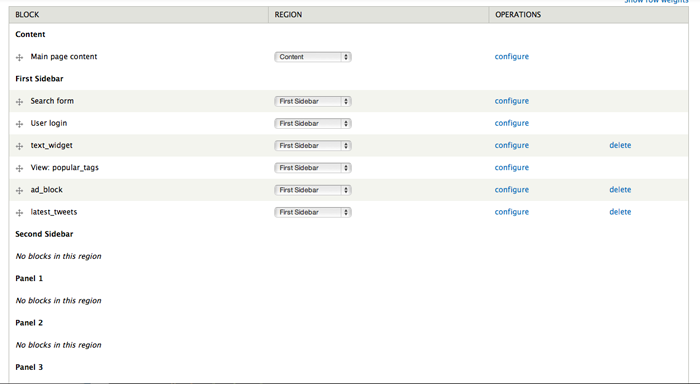 Show row weights
BLOCK REGION OPERATIONS
Content
Main page content Content configure
First Sidebar
Search form First Sidebar configure
User login First Sidebar configure
text_widget First Sidebar configure delete
View: popular_tags First Sidebar configure
ad_block First Sidebar configure delete
latest_tweets First Sidebar configure delete
Second Sidebar
No blocks in this region
Panel 1
No blocks in this region
Panel 2
No blocks in this region
Panel 3